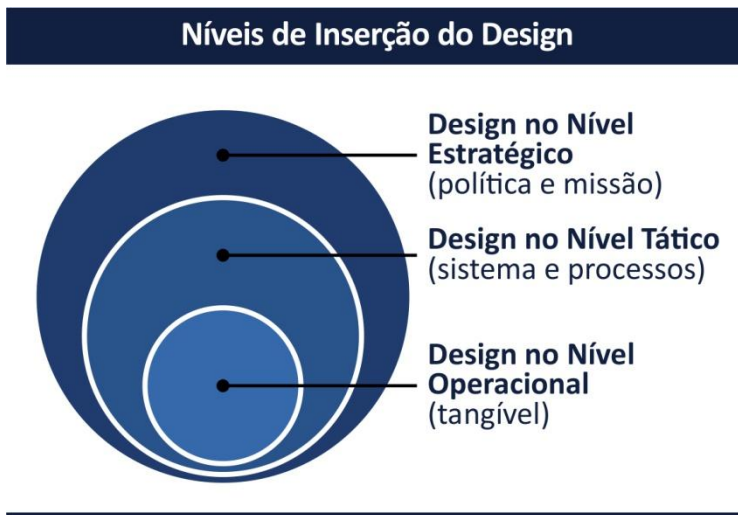 Níveis de Inserção do Design
Design no Nível
Estratégico
(política e missão)
Design no Nível Tático
(sistema e processos)
Design no Nível
Operacional
(tangível)